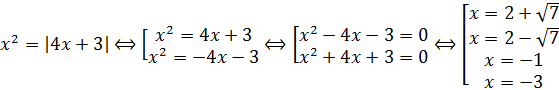 x² = |4x + 3| ⇔ [x² = 4x + 3; x² = −4x − 3 ⇔ [x² − 4x − 3 = 0; x² + 4x + 3 = 0 ⇔ [x = 2 + √7; x = 2 − √7; x = −1; x = −3